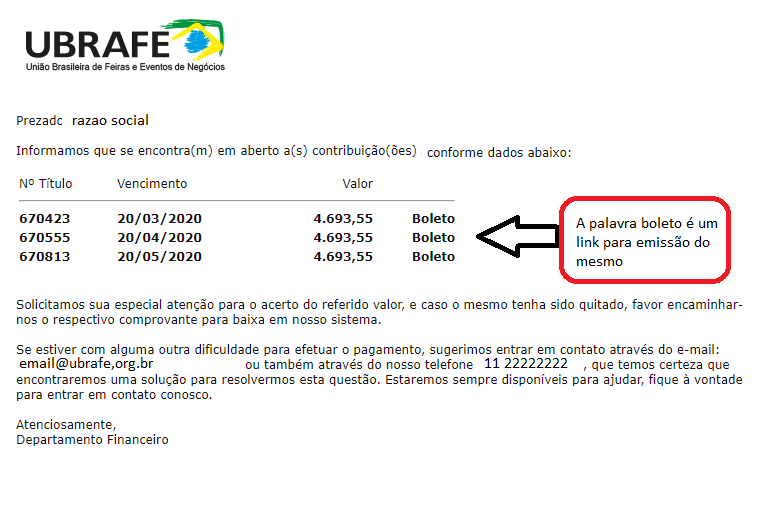 UBRAFE
União Brasileira de Feiras e Eventos de Negócios
Prezado razao social
Informamos que se encontra(m) em aberto a(s) contribuição(ões) conforme dados abaixo:
Nº Título Vencimento Valor
670423 20/03/2020 4.693,55 Boleto
670555 20/04/2020 4.693,55 Boleto
670813 20/05/2020 4.693,55 Boleto
A palavra boleto é um
link para emissão do
mesmo
Solicitamos sua especial atenção para o acerto do referido valor, e caso o mesmo tenha sido quitado, favor encaminhar-
nos o respectivo comprovante para baixa em nosso sistema.
Se estiver com alguma outra dificuldade para efetuar o pagamento, sugerimos entrar em contato através do e-mail:
email@ubrafe,org.br ou também através do nosso telefone 11 22222222 , que temos certeza que
encontraremos uma solução para resolvermos esta questão. Estaremos sempre disponíveis para ajudar, fique à vontade
para entrar em contato conosco.
Atenciosamente,
Departamento Financeiro